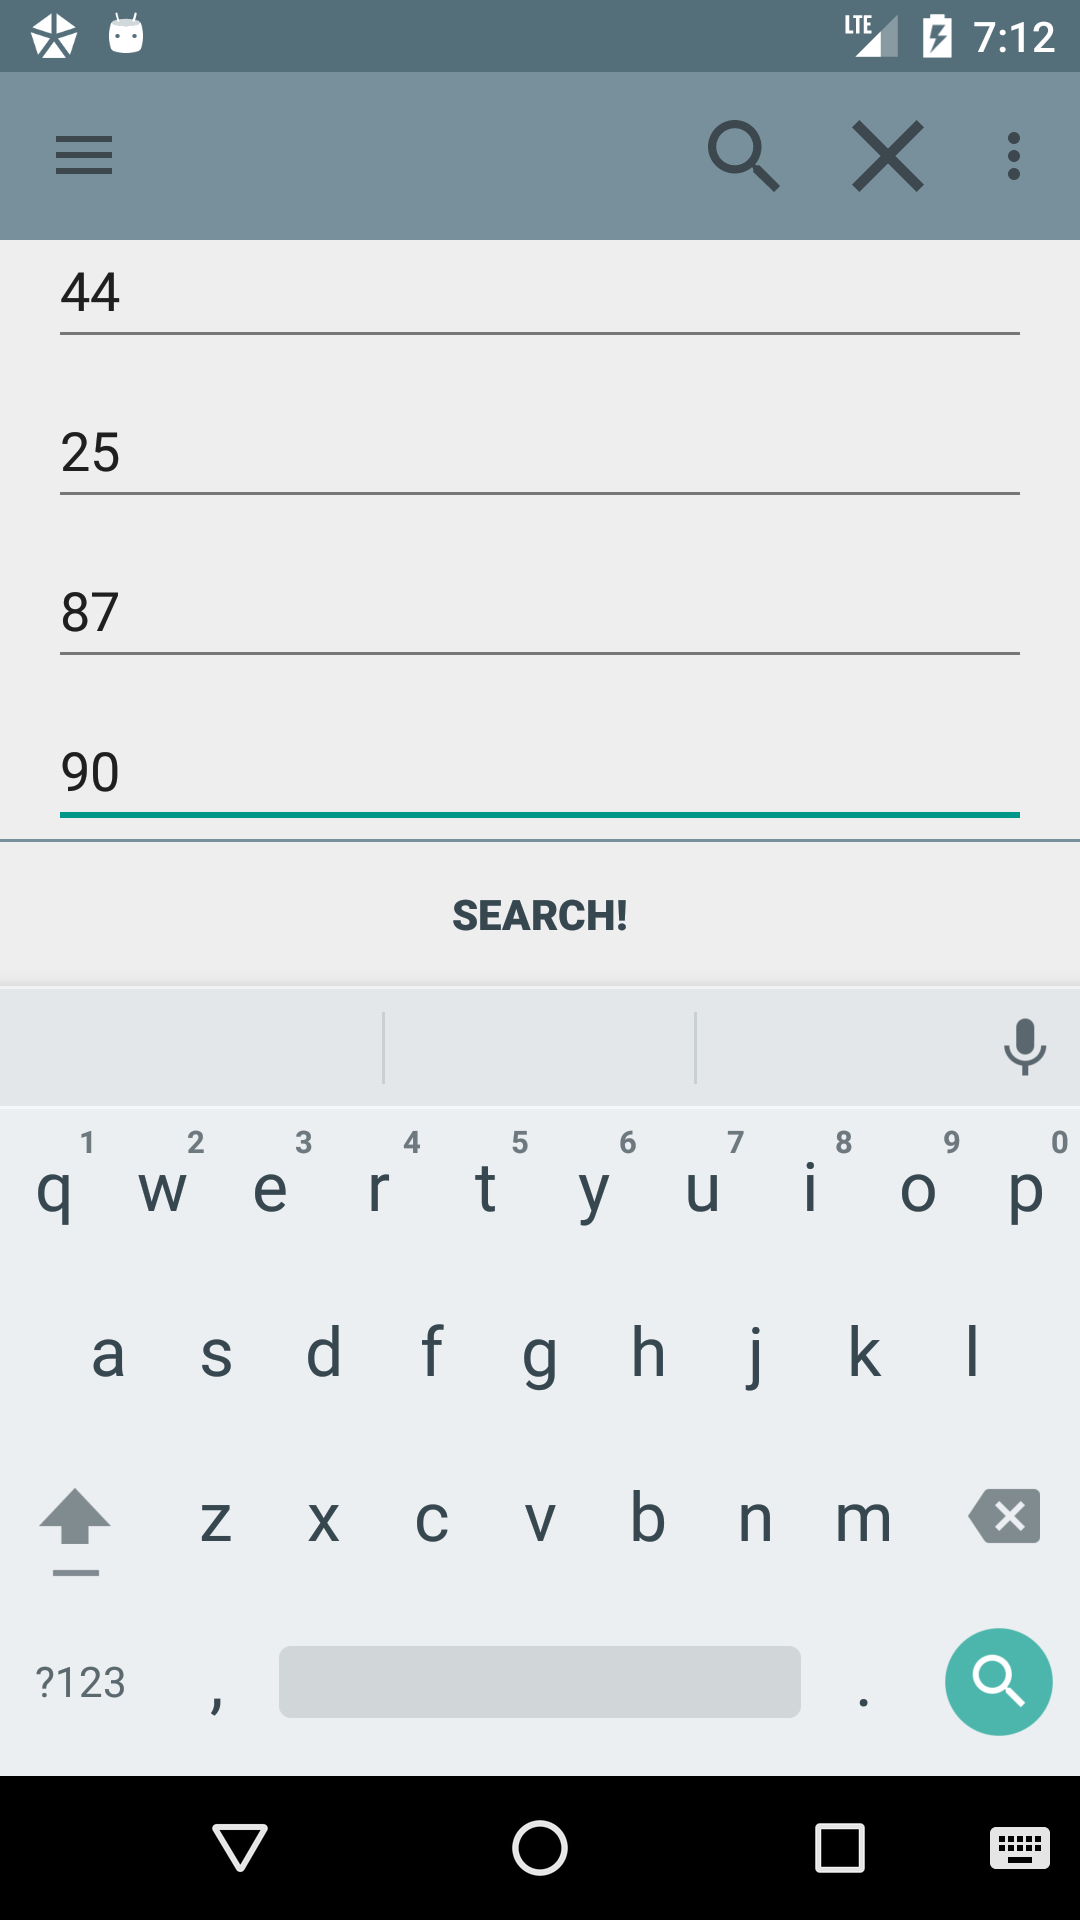 LTE 7:12
44
25
87
90
SEARCH!
1 2 3 4 5 6 7 8 9 0
q w e r t y u i o p
a s d f g h j k l
z x c v b n m
?123 , .